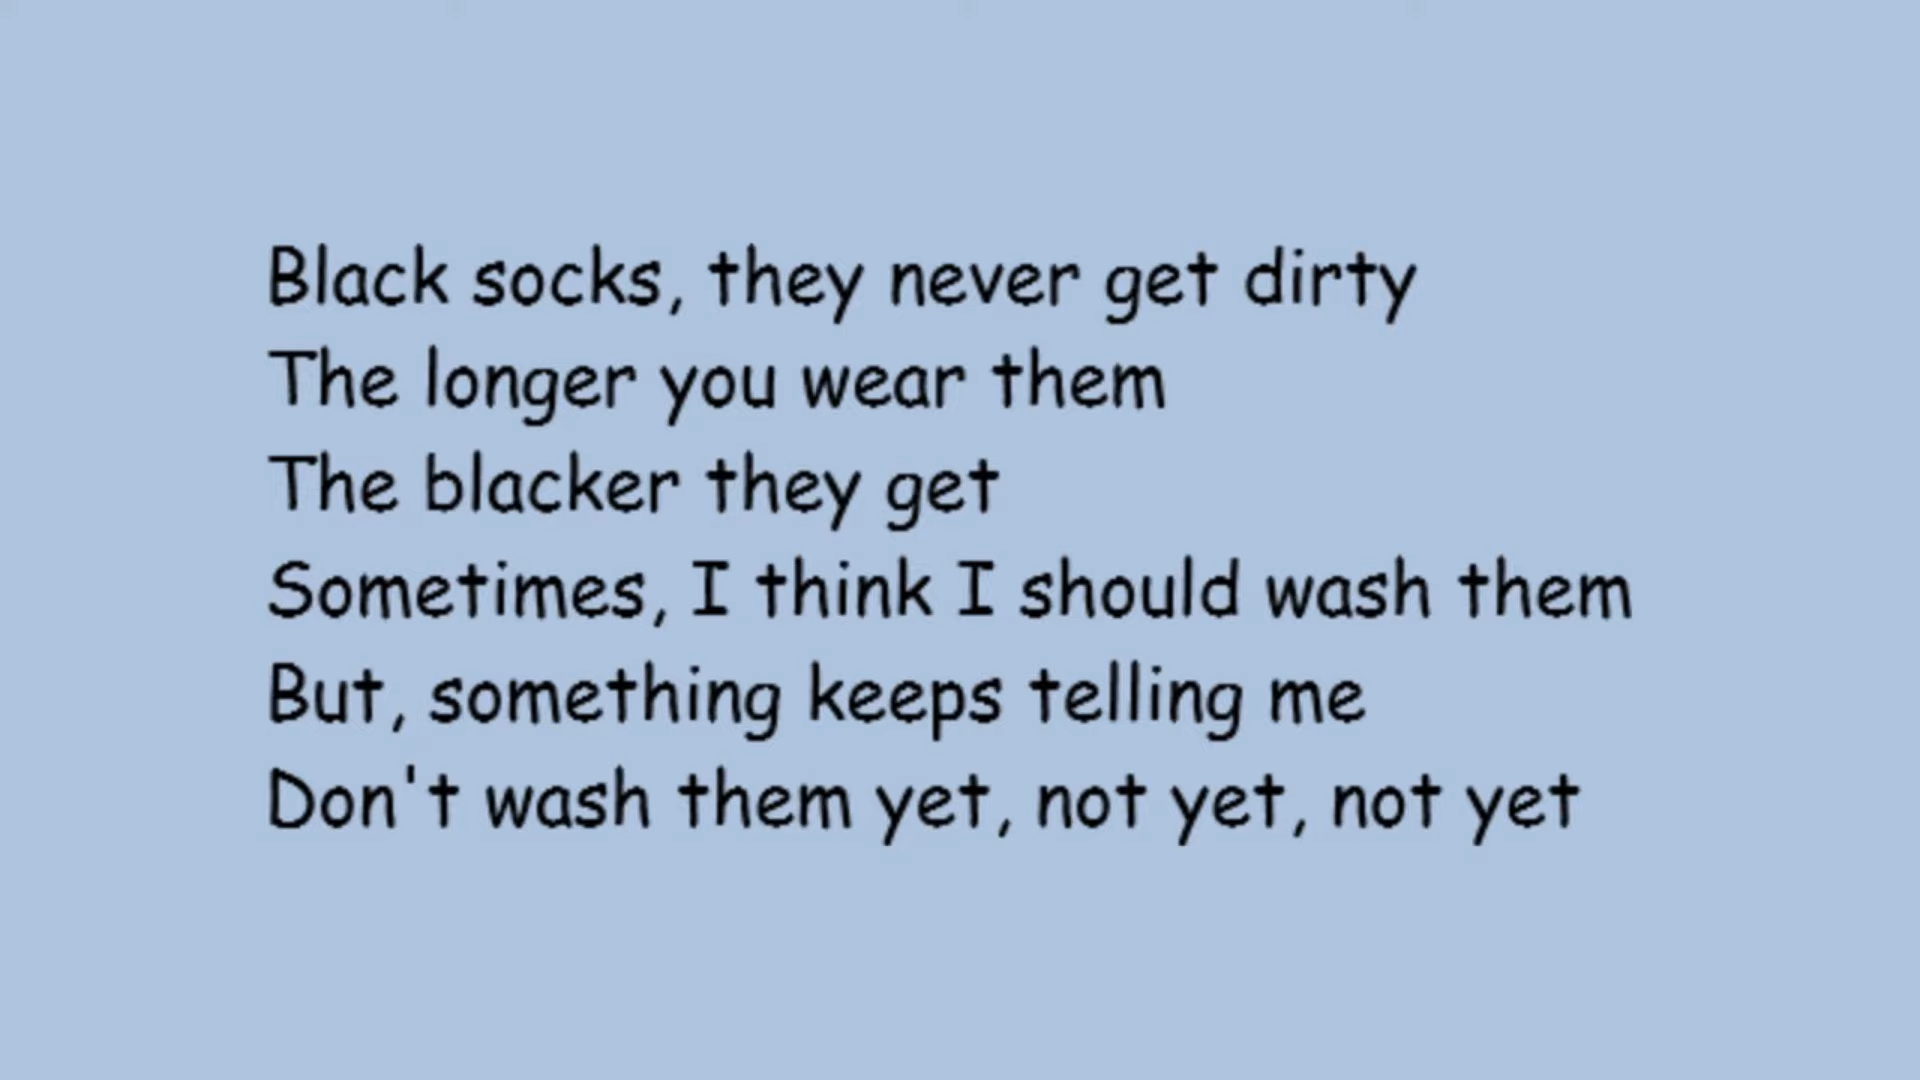 Black socks, they never get dirty
The longer you wear them
The blacker they get
Sometimes, I think I should wash them
But, something keeps telling me
Don't wash them yet, not yet, not yet